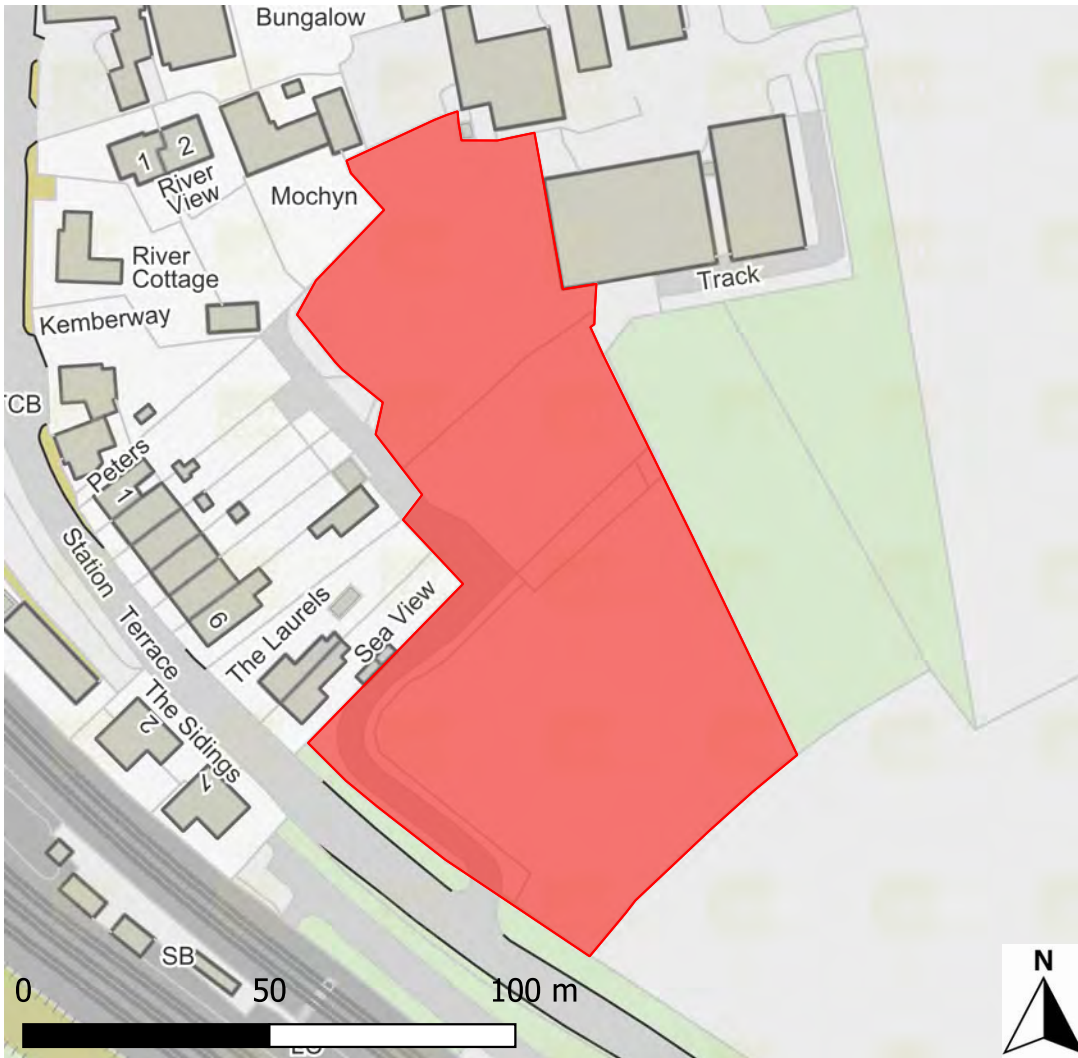 Bungalow
1
2
River
View
Mochyn
River
Cottage
Kemberway
Track
TCB
Peters
1
6
Station Terrace
The Laurels
Sea View
The Sidings
2
7
SB
0 50 100 m
N